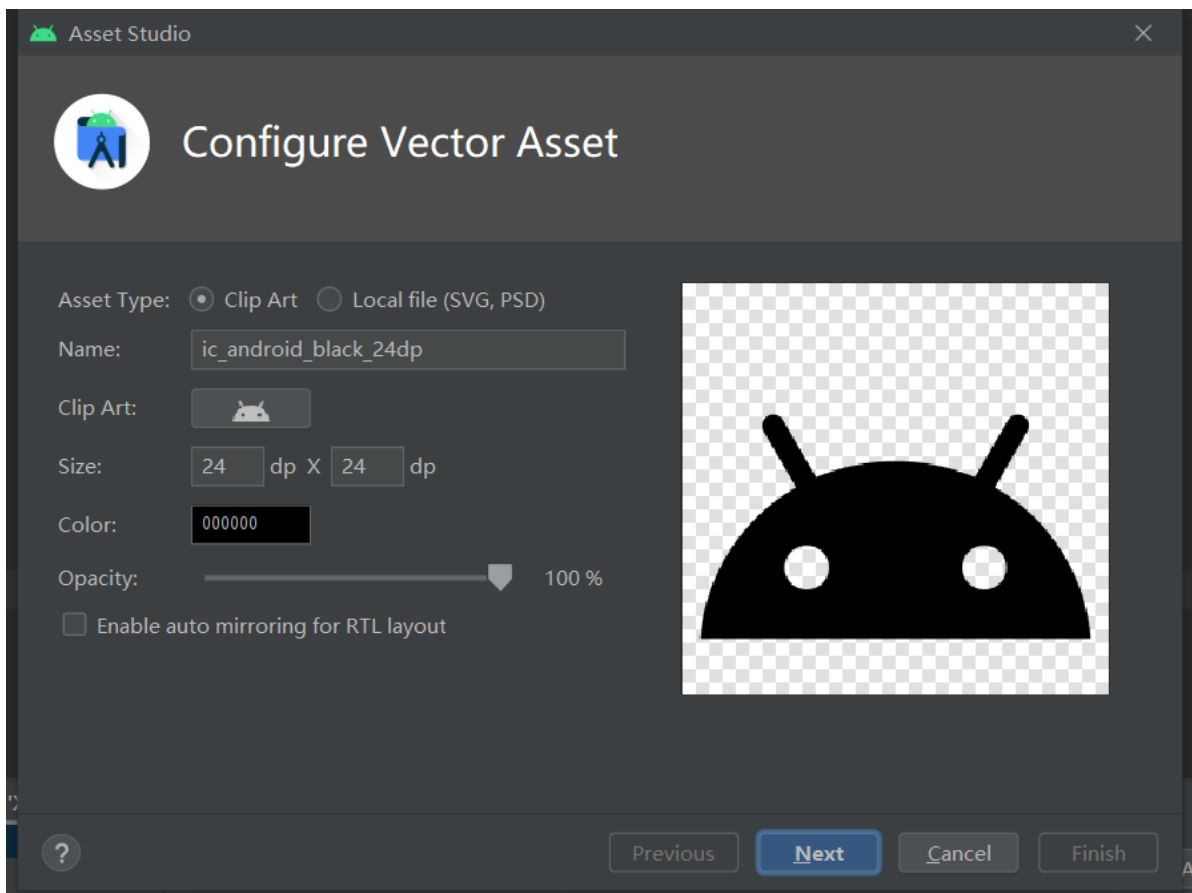 Asset Studio
Configure Vector Asset
Asset Type: Clip Art Local file (SVG, PSD)
Name: ic_android_black_24dp
Clip Art:
Size: 24 dp X 24 dp
Color: 000000
Opacity: 100 %
Enable auto mirroring for RTL layout
? Previous Next Cancel Finish